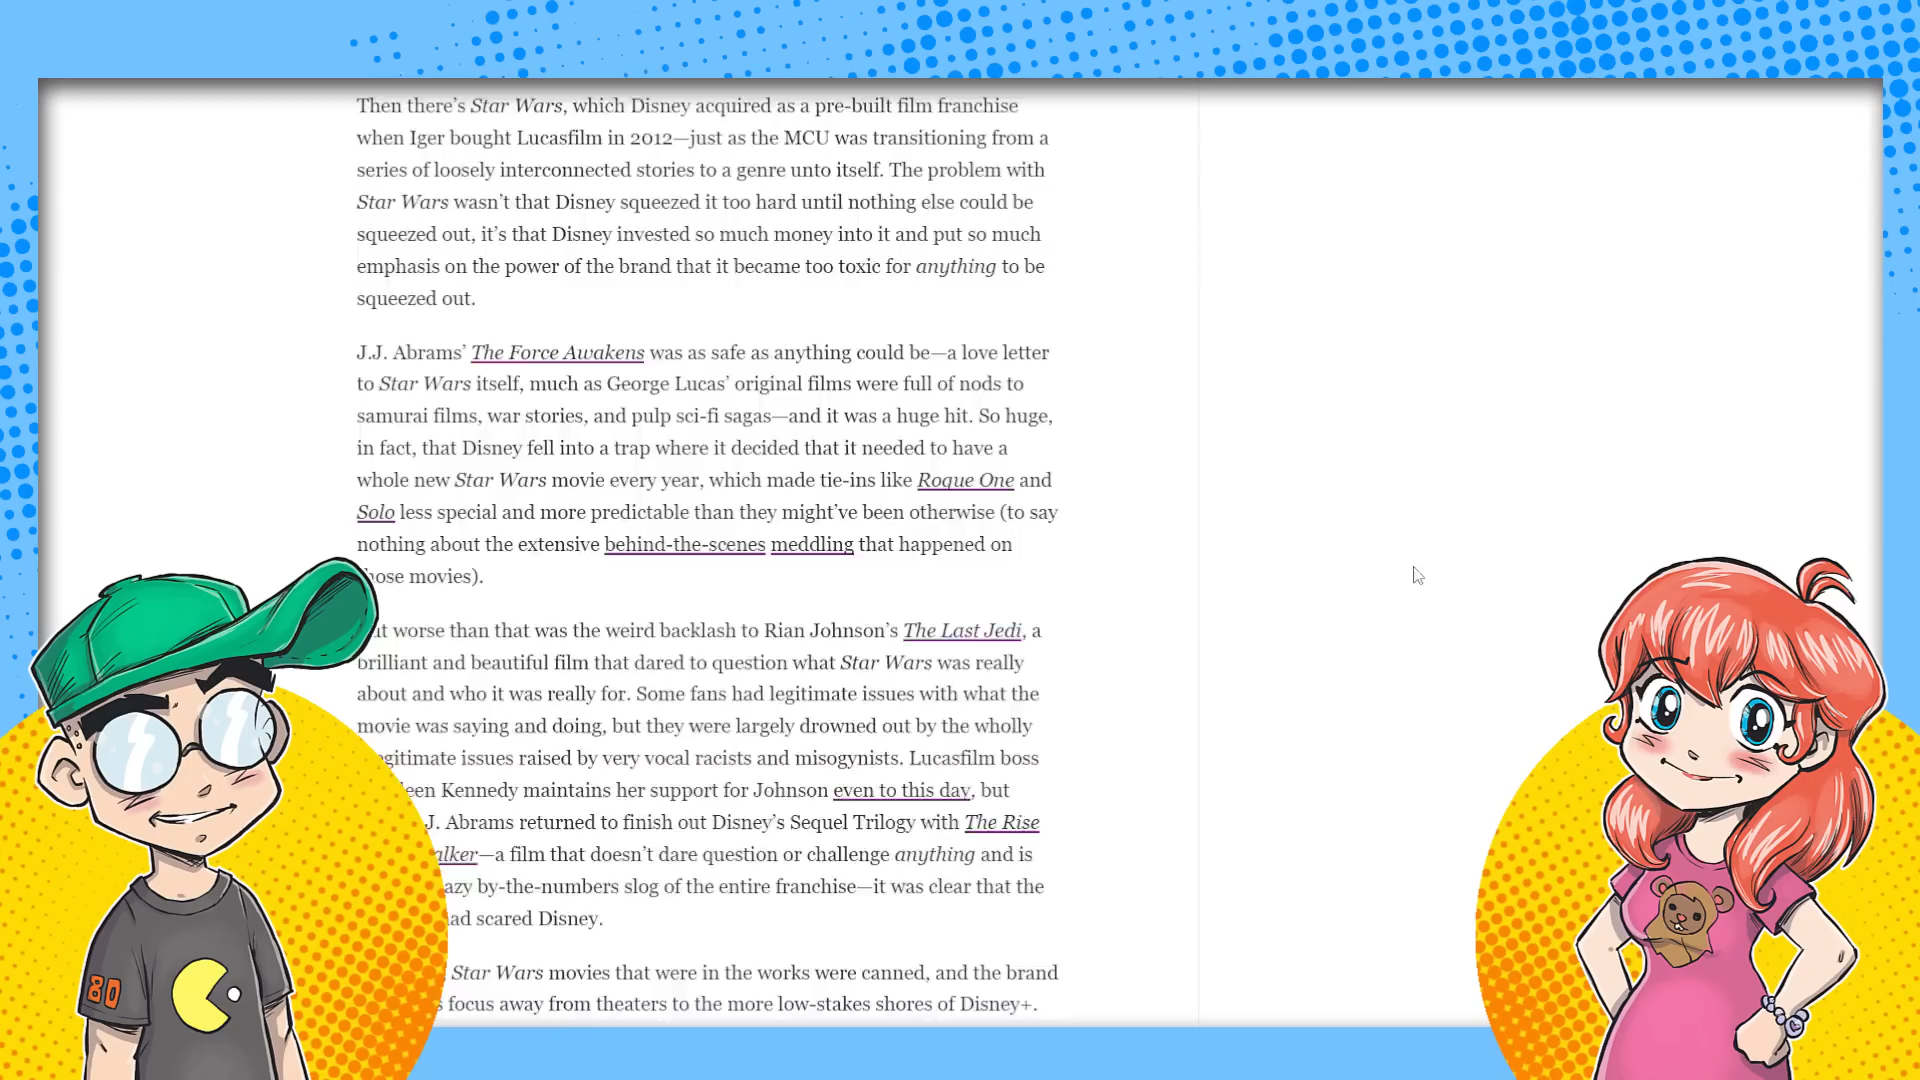 Then there's Star Wars, which Disney acquired as a pre-built film franchise
when Iger bought Lucasfilm in 2012—just as the MCU was transitioning from a
series of loosely interconnected stories to a genre unto itself. The problem with
Star Wars wasn't that Disney squeezed it too hard until nothing else could be
squeezed out, it's that Disney invested so much money into it and put so much
emphasis on the power of the brand that it became too toxic for anything to be
squeezed out.
J.J. Abrams' The Force Awakens was as safe as anything could be—a love letter
to Star Wars itself, much as George Lucas' original films were full of nods to
samurai films, war stories, and pulp sci-fi sagas—and it was a huge hit. So huge,
in fact, that Disney fell into a trap where it decided that it needed to have a
whole new Star Wars movie every year, which made tie-ins like Rogue One and
Solo less special and more predictable than they might've been otherwise (to say
nothing about the extensive behind-the-scenes meddling that happened on
hose movies).
t worse than that was the weird backlash to Rian Johnson's The Last Jedi, a
brilliant and beautiful film that dared to question what Star Wars was really
about and who it was really for. Some fans had legitimate issues with what the
movie was saying and doing, but they were largely drowned out by the wholly
gitimate issues raised by very vocal racists and misogynists. Lucasfilm boss
een Kennedy maintains her support for Johnson even to this day, but
J. Abrams returned to finish out Disney's Sequel Trilogy with The Rise
alker—a film that doesn't dare question or challenge anything and is
azy by-the-numbers slog of the entire franchise—it was clear that the
ad scared Disney.
Star Wars movies that were in the works were canned, and the brand
s focus away from theaters to the more low-stakes shores of Disney+.
80